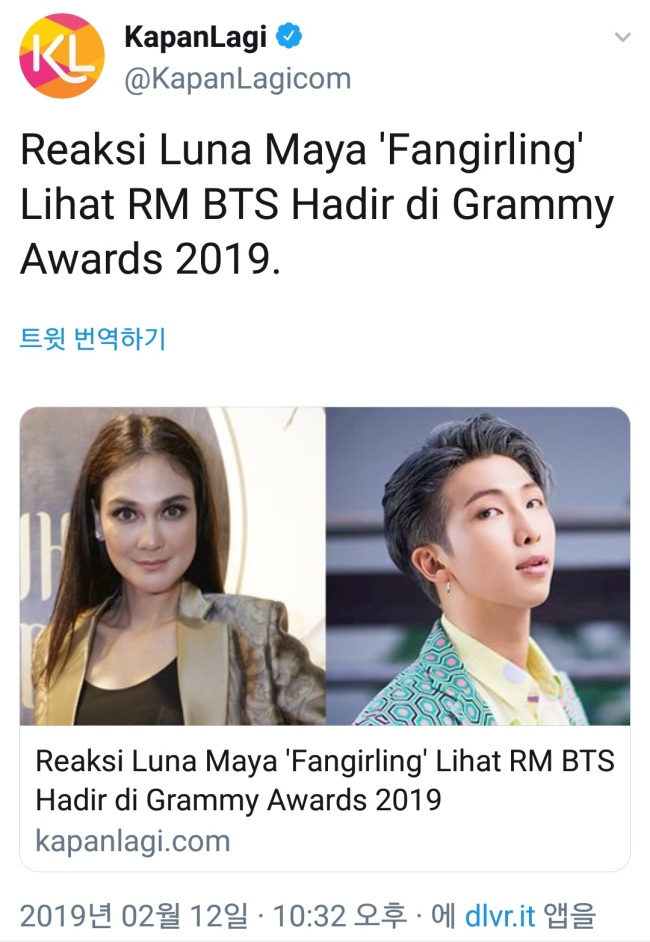 KL
KapanLagi
@KapanLagicom
Reaksi Luna Maya 'Fangirling'
Lihat RM BTS Hadir di Grammy
Awards 2019.
트윗 번역하기
Reaksi Luna Maya 'Fangirling' Lihat RM BTS
Hadir di Grammy Awards 2019
kapanlagi.com
2019년 02월 12일 · 10:32 오후 · 에 dlvr.it 앱을